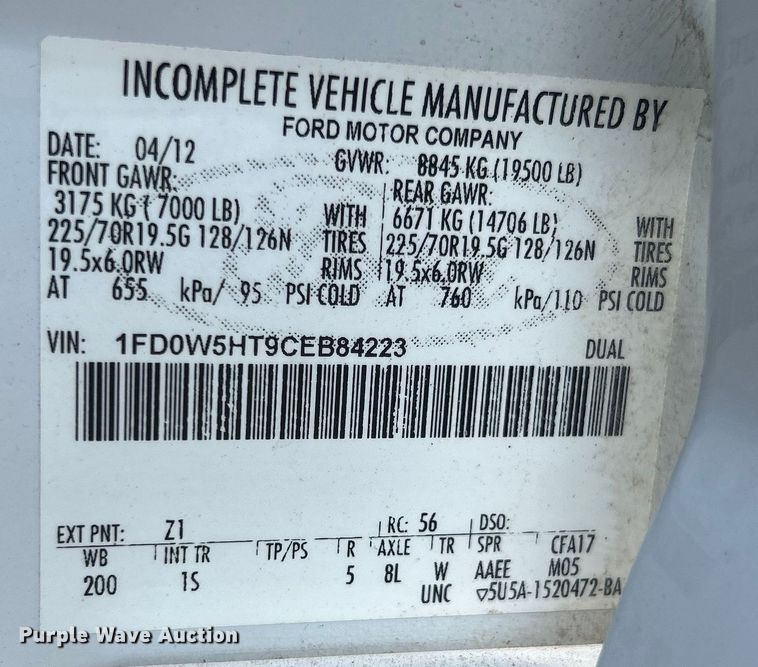 INCOMPLETE VEHICLE MANUFACTURED BY
FORD MOTOR COMPANY
DATE: 04/12 GVWR: 8845 KG (19500 LB)
FRONT GAWR: REAR GAWR:
3175 KG ( 7000 LB) WITH 6671 KG (14706 LB) WITH
225/70R19.5G 128/126N TIRES 225/70R19.5G 128/126N TIRES
19.5x6.0RW RIMS 19.5x6.0RW RIMS
AT 655 kPa/ 95 PSI COLD AT 760 kPa/110 PSI COLD
VIN: 1FD0W5HT9CEB84223 DUAL
EXT PNT: Z1 RC: 56 DSO:
WB INT TR TP/PS R AXLE TR SPR CFA17
200 1S 5 8L W AAEE M05
UNC ▽5U5A-1520472-BA
Purple Wave Auction